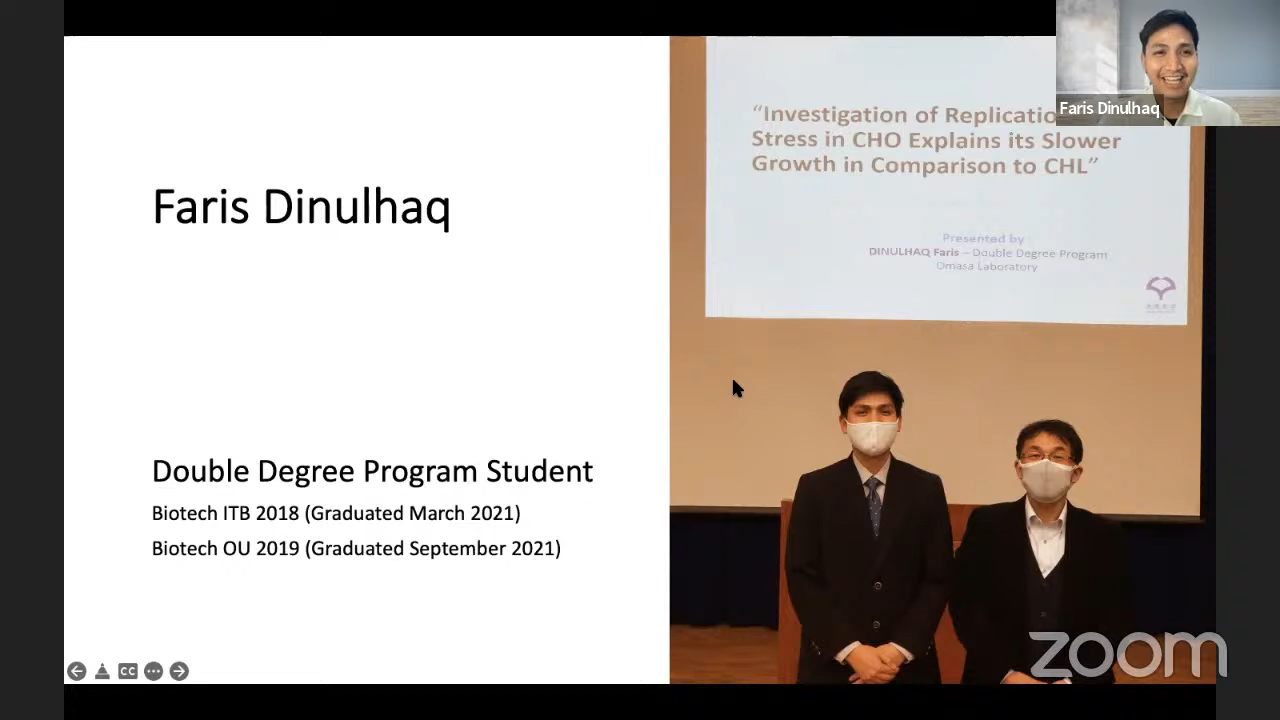 Faris Dinulhaq
Double Degree Program Student
Biotech ITB 2018 (Graduated March 2021)
Biotech OU 2019 (Graduated September 2021)
CC
“Investigation of
Stress in CHO Explains its Slower
Growth in Comparison to CHL”
Presented by
DINULHAQ Faris – Double Degree Program
Omasa Laboratory
Faris Dinulhaq
zoom